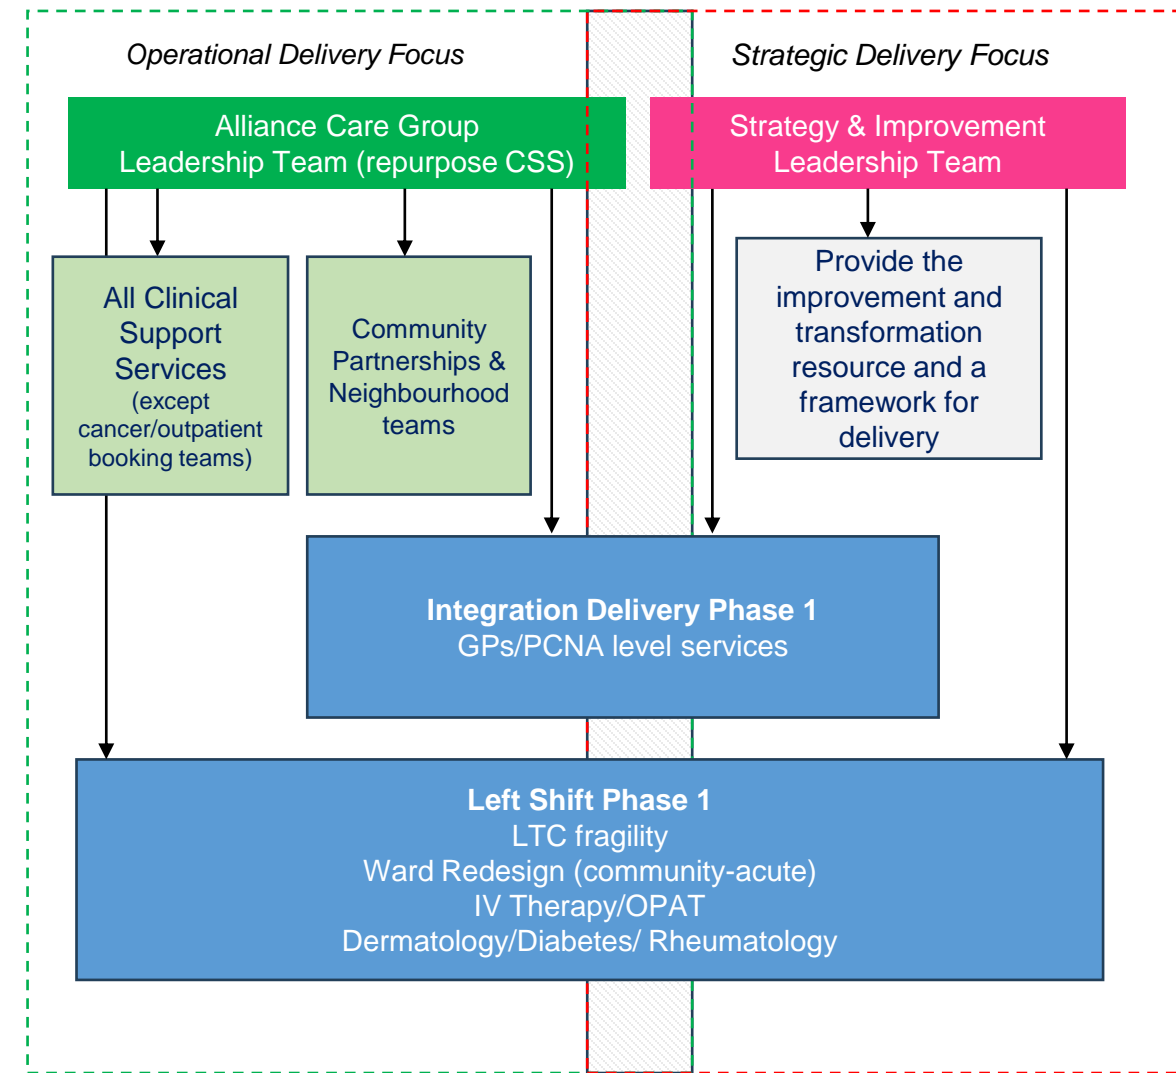 Operational Delivery Focus
Strategic Delivery Focus
Alliance Care Group
Leadership Team (repurpose CSS)
Strategy & Improvement
Leadership Team
All Clinical
Support
Services
(except
cancer/outpatient
booking teams)
Community
Partnerships &
Neighbourhood
teams
Provide the
improvement and
transformation
resource and a
framework for
delivery
Integration Delivery Phase 1
GPs/PCNA level services
Left Shift Phase 1
LTC fragility
Ward Redesign (community-acute)
IV Therapy/OPAT
Dermatology/Diabetes/ Rheumatology